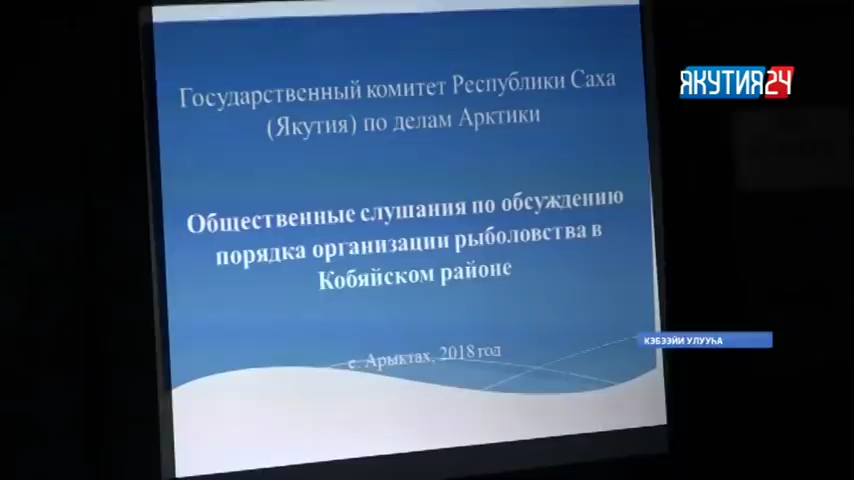 Государственный комитет Республики Саха
(Якутия) по делам Арктики
ЯКУТИЯ24
Общественные слушания по обсуждению
порядка организации рыболовства в
Кобяйском районе
КЭБЭЭЙИ УЛУУҺА
с. Арыктах, 2018 год